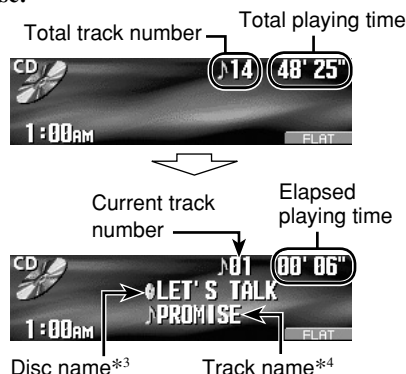 Total track number
Total playing time
CD
♪14
48' 25"
1:00AM
FLAT
Current track number
Elapsed playing time
CD
♪01
00' 06"
LET'S TALK
♪PROMISE
1:00AM
FLAT
Disc name*3
Track name*4